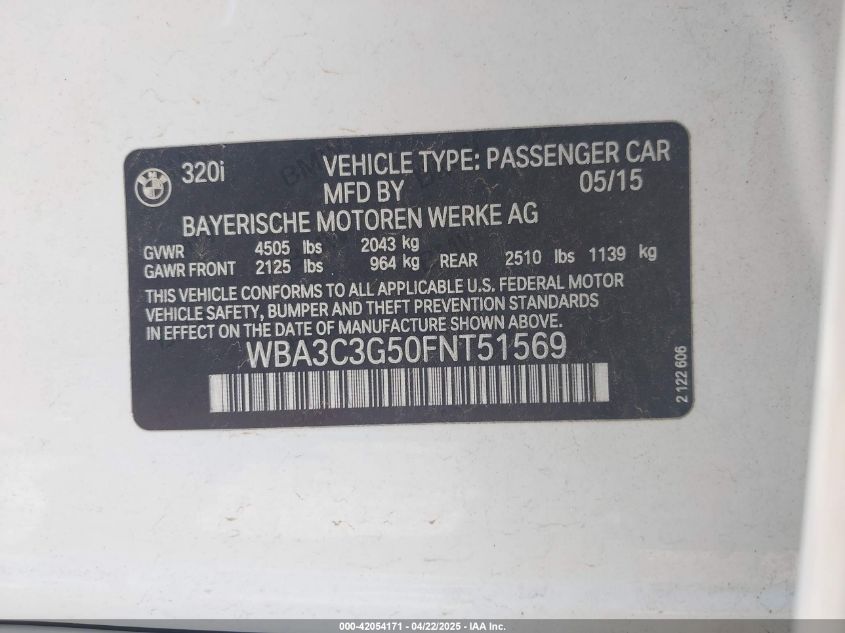 320i VEHICLE TYPE: PASSENGER CAR
MFD BY 05/15
BAYERISCHE MOTOREN WERKE AG
GVWR 4505 lbs 2043 kg
GAWR FRONT 2125 lbs 964 kg REAR 2510 lbs 1139 kg
THIS VEHICLE CONFORMS TO ALL APPLICABLE U.S. FEDERAL MOTOR
VEHICLE SAFETY, BUMPER AND THEFT PREVENTION STANDARDS
IN EFFECT ON THE DATE OF MANUFACTURE SHOWN ABOVE.
WBA3C3G50FNT51569
2 122 606
000-42054171 - 04/22/2025 - IAA Inc.